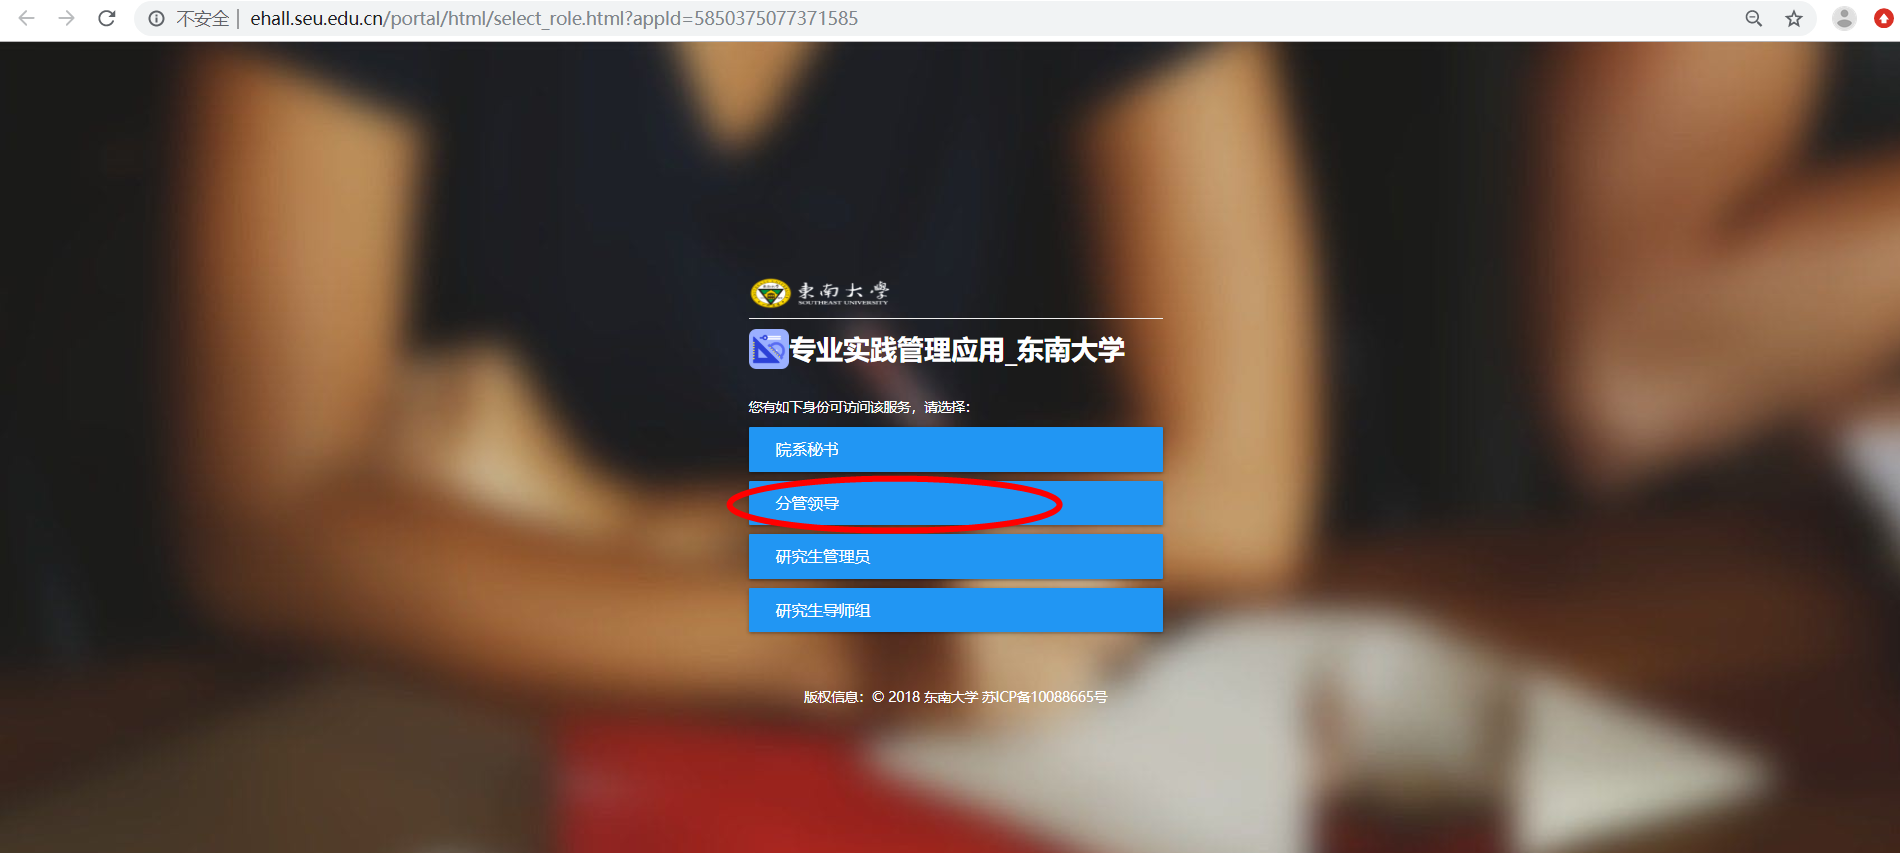 不安全 | ehall.seu.edu.cn/portal/html/select_role.html?appId=5850375077371585
東南大學
SOUTHEAST UNIVERSITY
专业实践管理应用_东南大学
您有如下身份可访问该服务，请选择：
院系秘书
分管领导
研究生管理员
研究生导师组
版权信息：© 2018 东南大学 苏ICP备10088665号